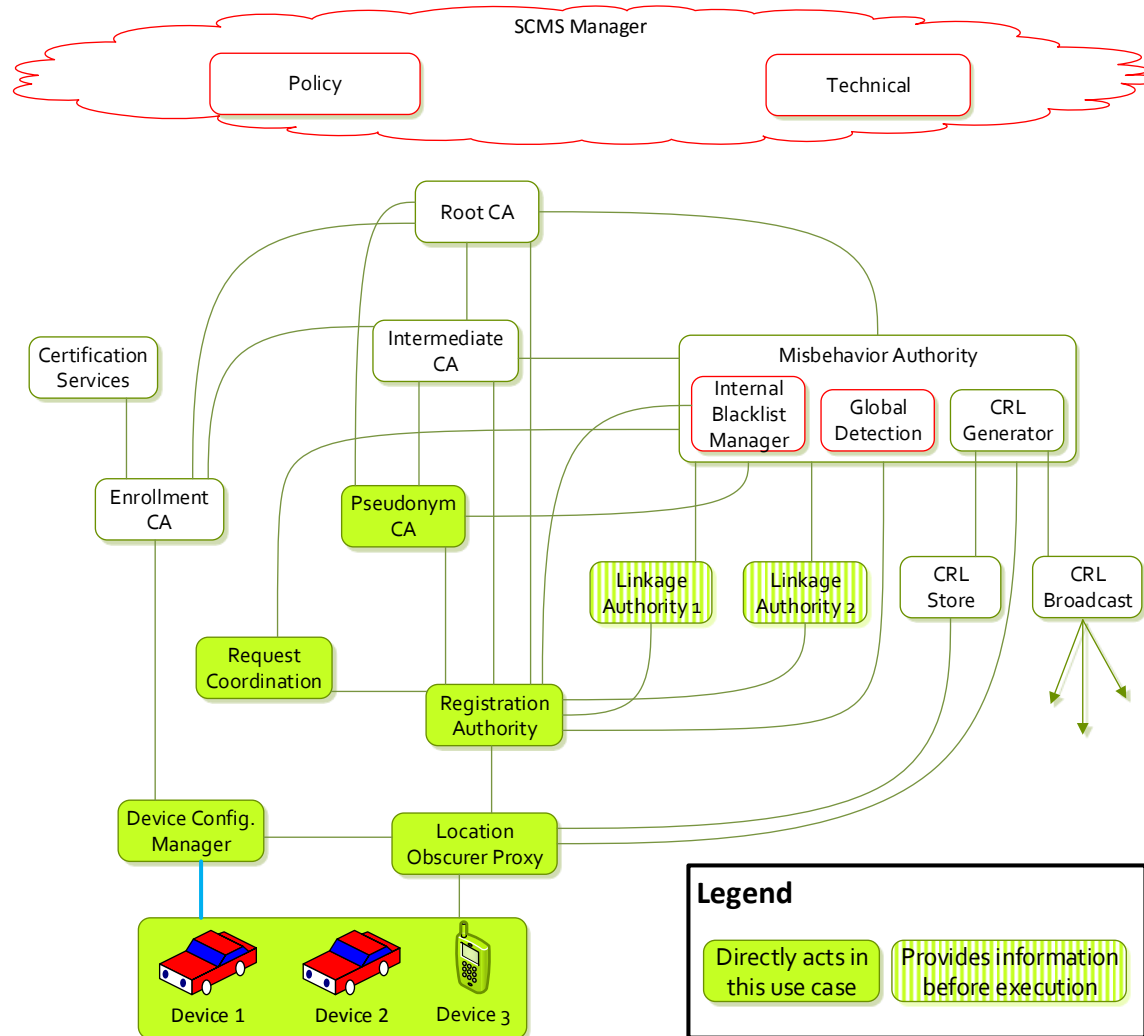 SCMS Manager
Policy
Technical
Root CA
Intermediate
CA
Certification
Services
Misbehavior Authority
Internal
Blacklist
Manager
Global
Detection
CRL
Generator
Enrollment
CA
Pseudonym
CA
Linkage
Authority 1
Linkage
Authority 2
CRL
Store
CRL
Broadcast
Request
Coordination
Registration
Authority
Device Config.
Manager
Location
Obscurer Proxy
Device 1
Device 2
Device 3
Legend
Directly acts in
this use case
Provides information
before execution